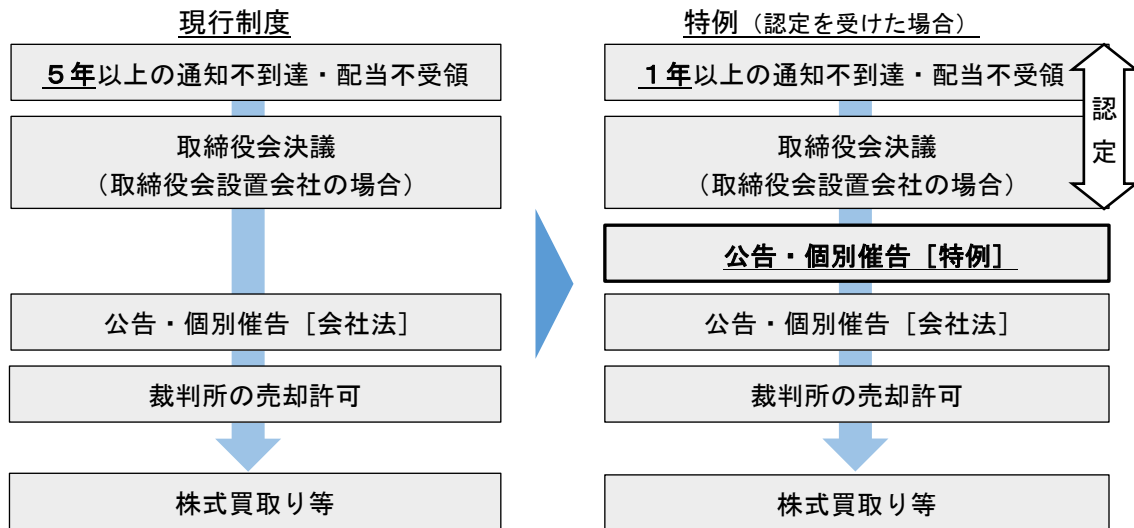 現行制度
５年以上の通知不到達・配当不受領
取締役会決議
（取締役会設置会社の場合）
公告・個別催告［会社法］
裁判所の売却許可
株式買取り等
特例（認定を受けた場合）
１年以上の通知不到達・配当不受領
取締役会決議
（取締役会設置会社の場合）
公告・個別催告［特例］
公告・個別催告［会社法］
裁判所の売却許可
株式買取り等
認定